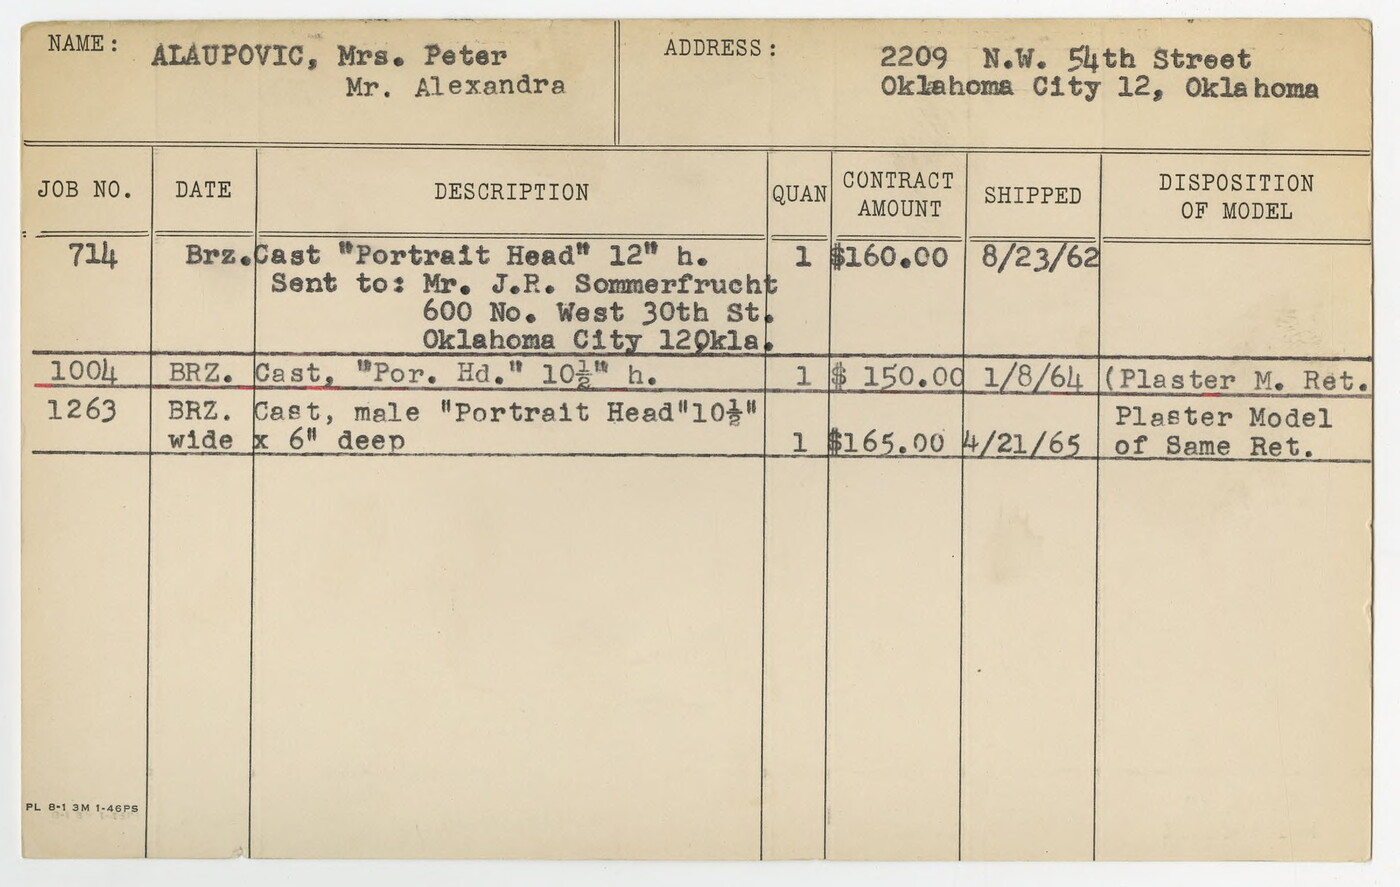 NAME: ALAUPOVIC, Mrs. Peter
Mr. Alexandra
ADDRESS: 2209 N.W. 54th Street
Oklahoma City 12, Oklahoma
JOB NO. DATE DESCRIPTION QUAN CONTRACT AMOUNT SHIPPED DISPOSITION OF MODEL
714 Brz. Cast "Portrait Head" 12" h. 1 $160.00 8/23/62
Sent to: Mr. J.R. Sommerfrucht
600 No. West 30th St.
Oklahoma City 12Okla.
1004 BRZ. Cast, "Por. Hd." 10½" h. 1 $ 150.00 1/8/64 (Plaster M. Ret.
1263 BRZ. Cast, male "Portrait Head"10½" Plaster Model
wide x 6" deep 1 $165.00 4/21/65 of Same Ret.
PL 8-1 3M 1-46PS